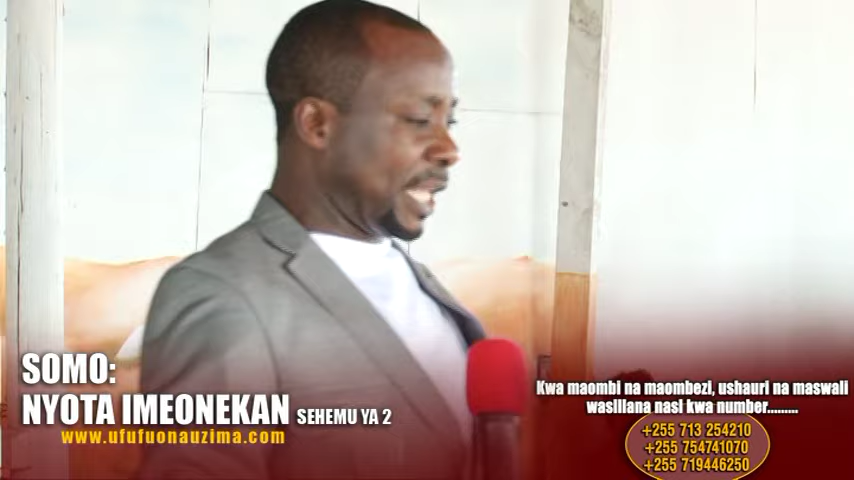 SOMO:
NYOTA IMEONEKAN SEHEMU YA 2
www.ufufuonauzima.com
Kwa maombi na maombezi, ushauri na maswali
wasiliana nasi kwa number.........
+255 713 254210
+255 754741070
+255 719446250